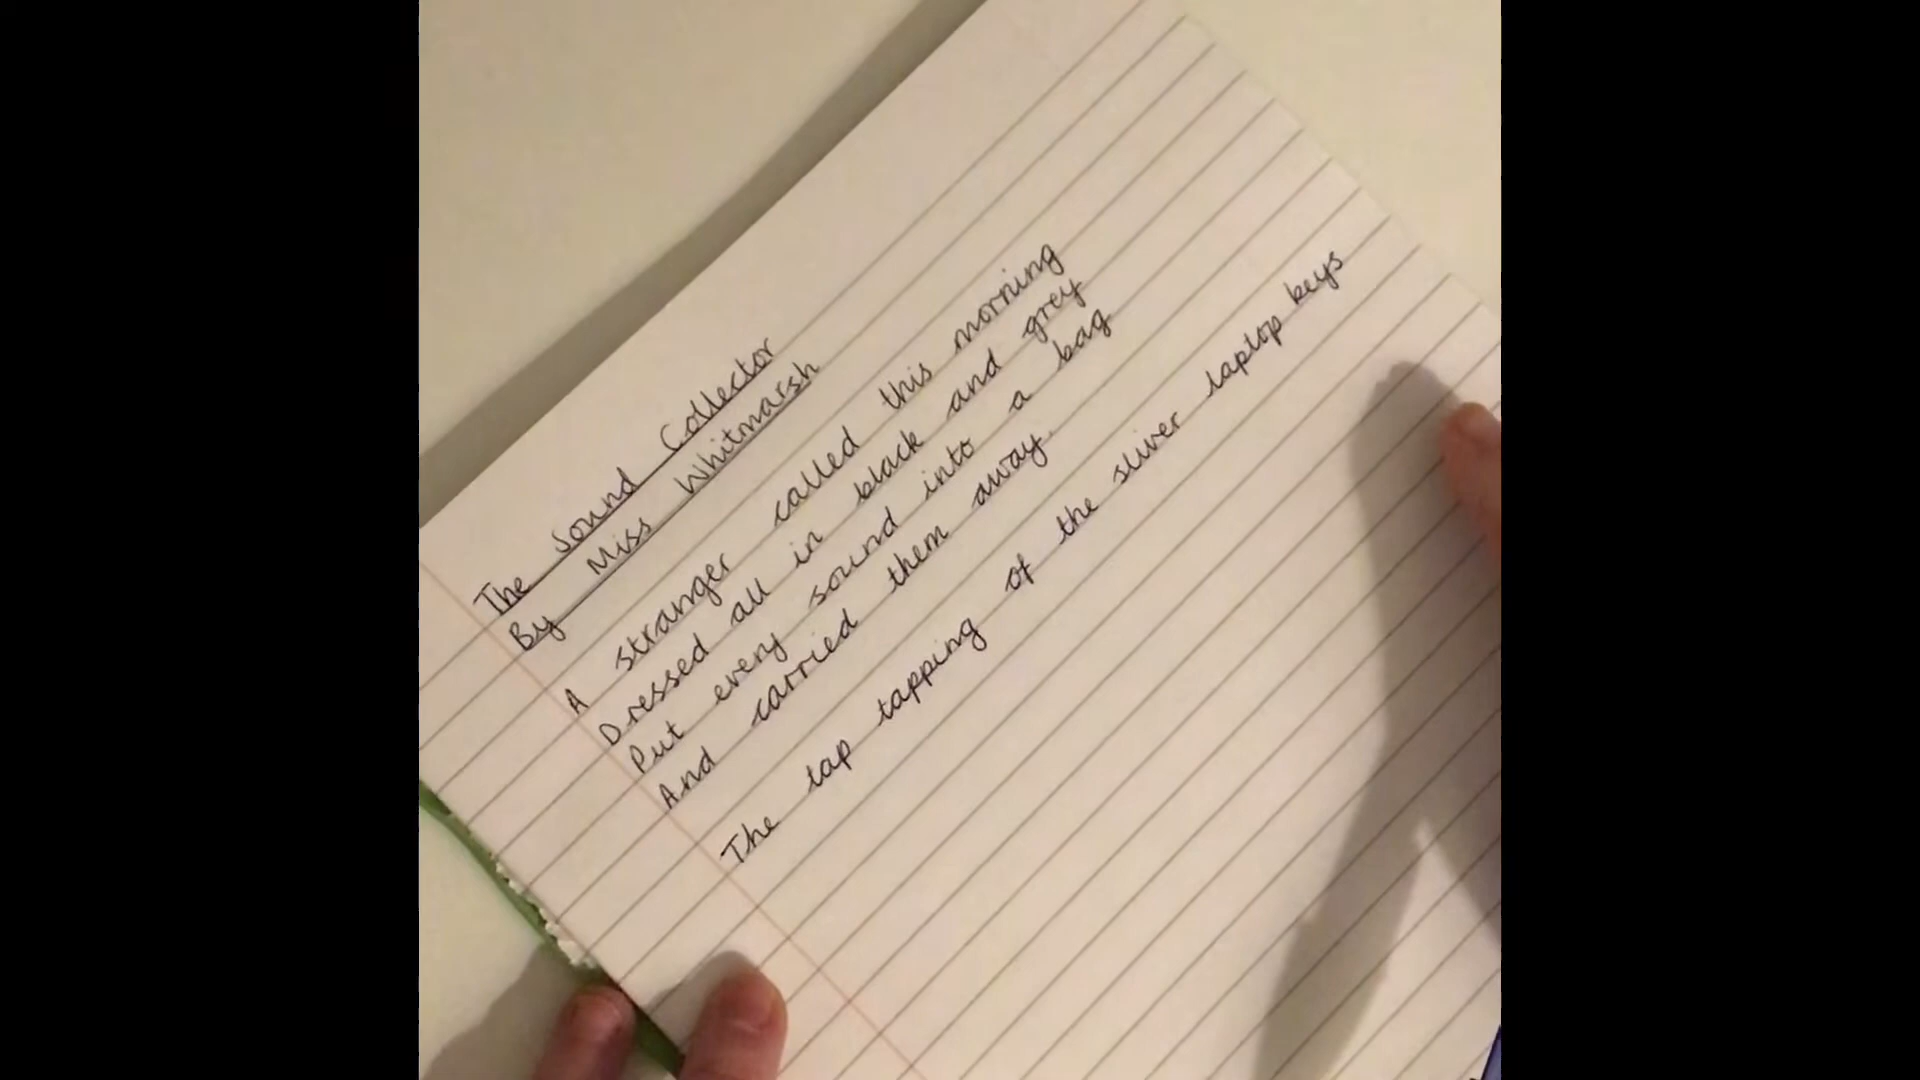 The Sound Collector
By Miss Whitmarsh
A stranger called this morning
Dressed all in black and grey
Put every sound into a bag
And carried them away.
The tap tapping of the sliver laptop keys